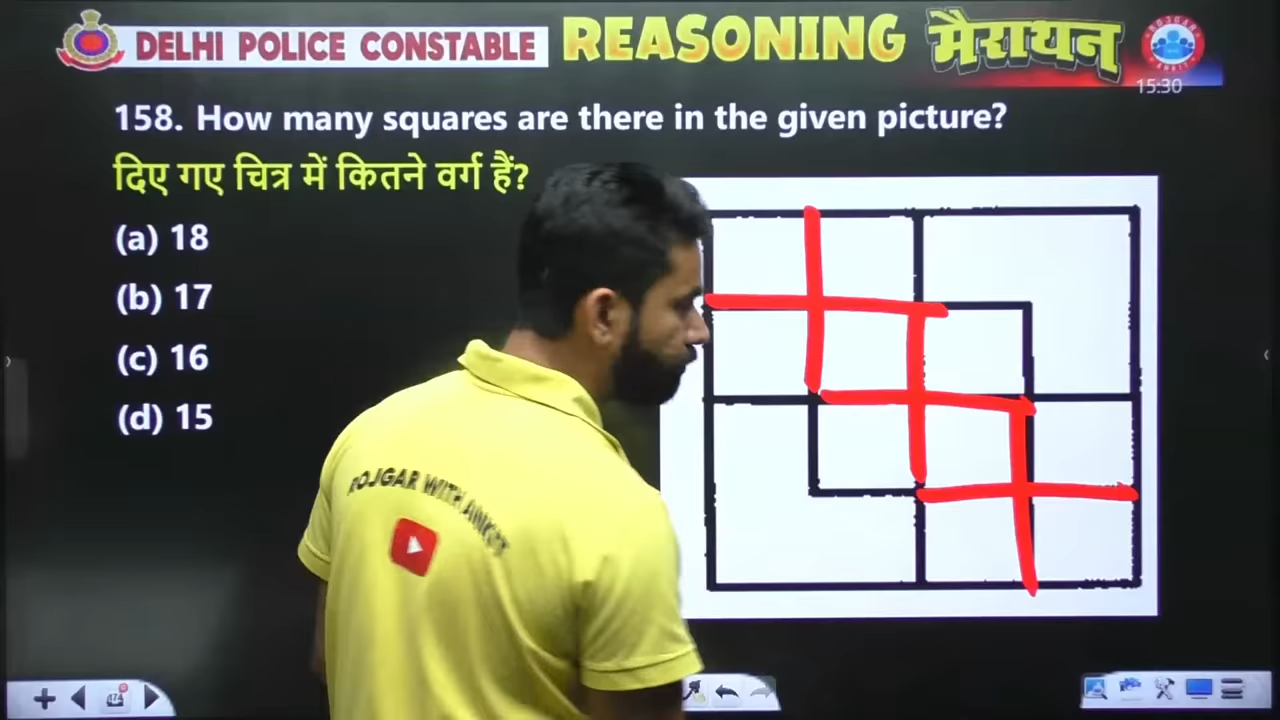 DELHI POLICE CONSTABLE REASONING मैराथन
15:30
158. How many squares are there in the given picture?
दिए गए चित्र में कितने वर्ग हैं?
(a) 18
(b) 17
(c) 16
(d) 15
ROJGAR WITH ANKIT